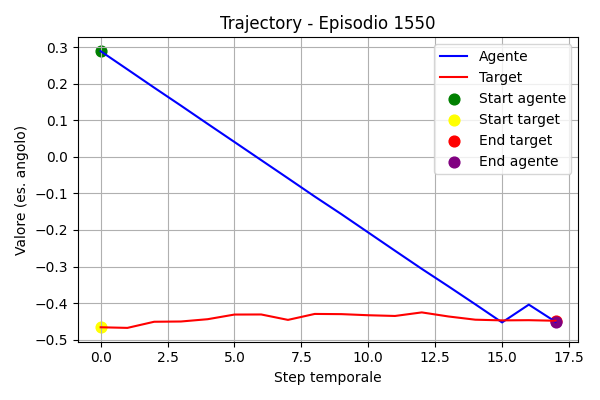 Trajectory - Episodio 1550
Valore (es. angolo)
0.3
0.2
0.1
0.0
−0.1
−0.2
−0.3
−0.4
−0.5
Agente
Target
Start agente
Start target
End target
End agente
0.0 2.5 5.0 7.5 10.0 12.5 15.0 17.5
Step temporale